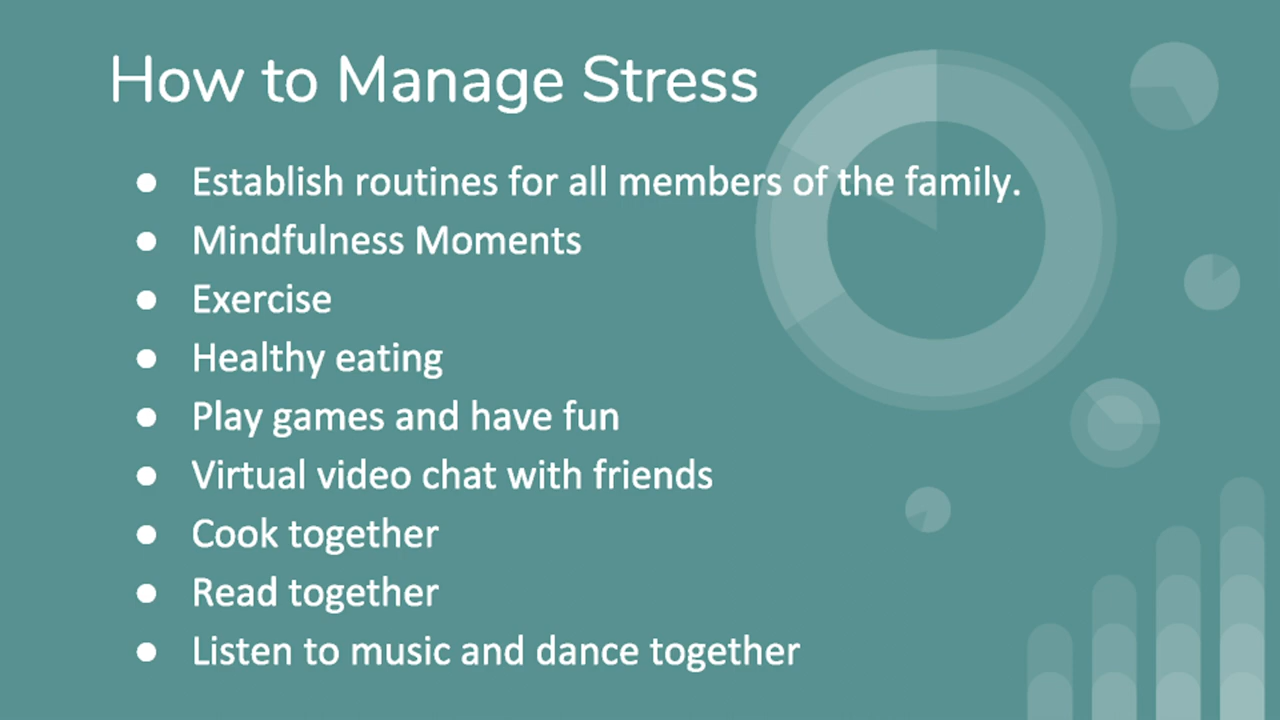 How to Manage Stress
● Establish routines for all members of the family.
● Mindfulness Moments
● Exercise
● Healthy eating
● Play games and have fun
● Virtual video chat with friends
● Cook together
● Read together
● Listen to music and dance together